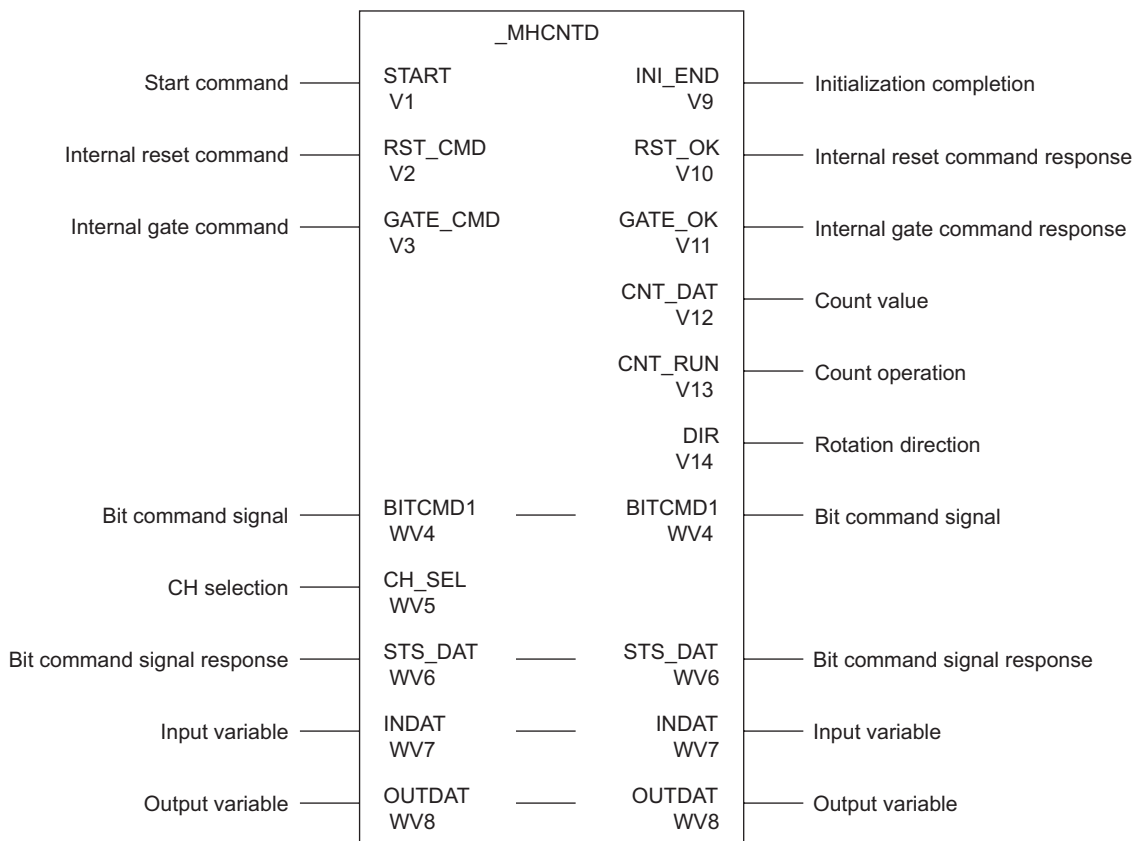 _MHCNTD
Start command START INI_END Initialization completion
V1 V9
Internal reset command RST_CMD RST_OK Internal reset command response
V2 V10
Internal gate command GATE_CMD GATE_OK Internal gate command response
V3 V11
CNT_DAT Count value
V12
CNT_RUN Count operation
V13
DIR Rotation direction
V14
Bit command signal BITCMD1 BITCMD1 Bit command signal
WV4 WV4
CH selection CH_SEL
WV5
Bit command signal response STS_DAT STS_DAT Bit command signal response
WV6 WV6
Input variable INDAT INDAT Input variable
WV7 WV7
Output variable OUTDAT OUTDAT Output variable
WV8 WV8